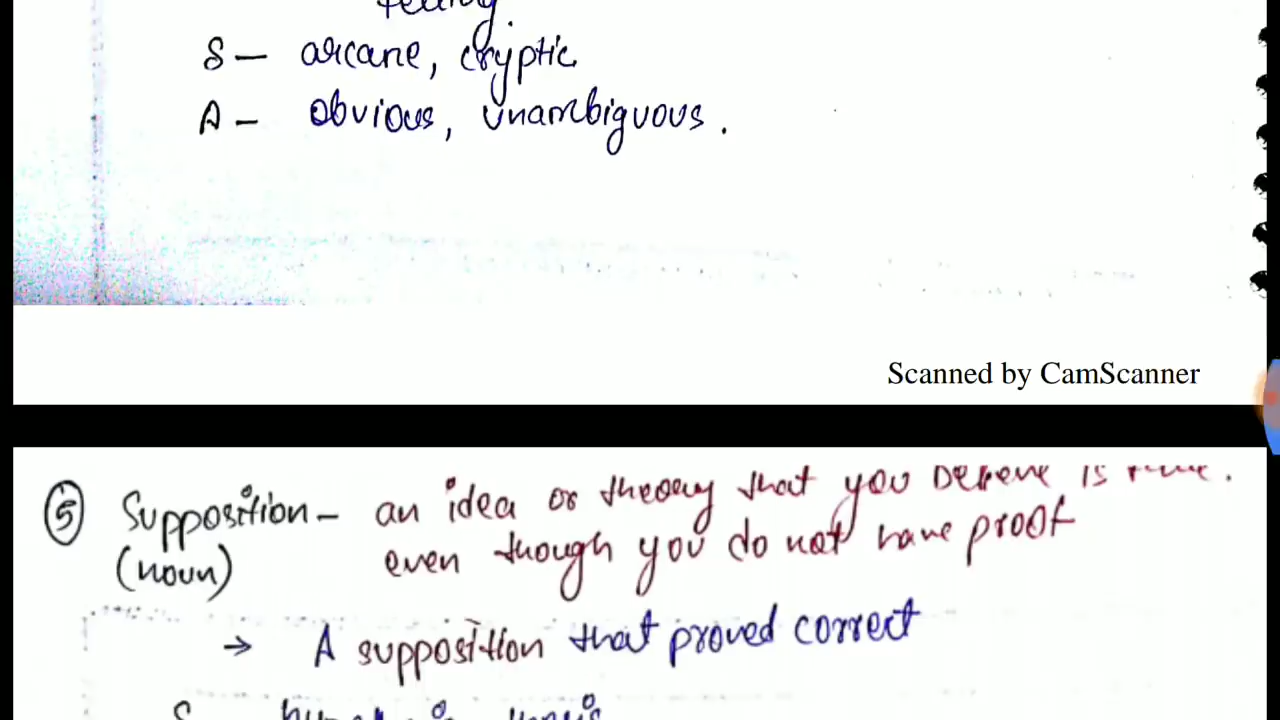 S - arcane, cryptic
A - obvious, unambiguous.
Scanned by CamScanner
5 Supposition - an idea or theory that you believe is true.
(noun) even though you do not have proof
→ A supposition that proved correct
S